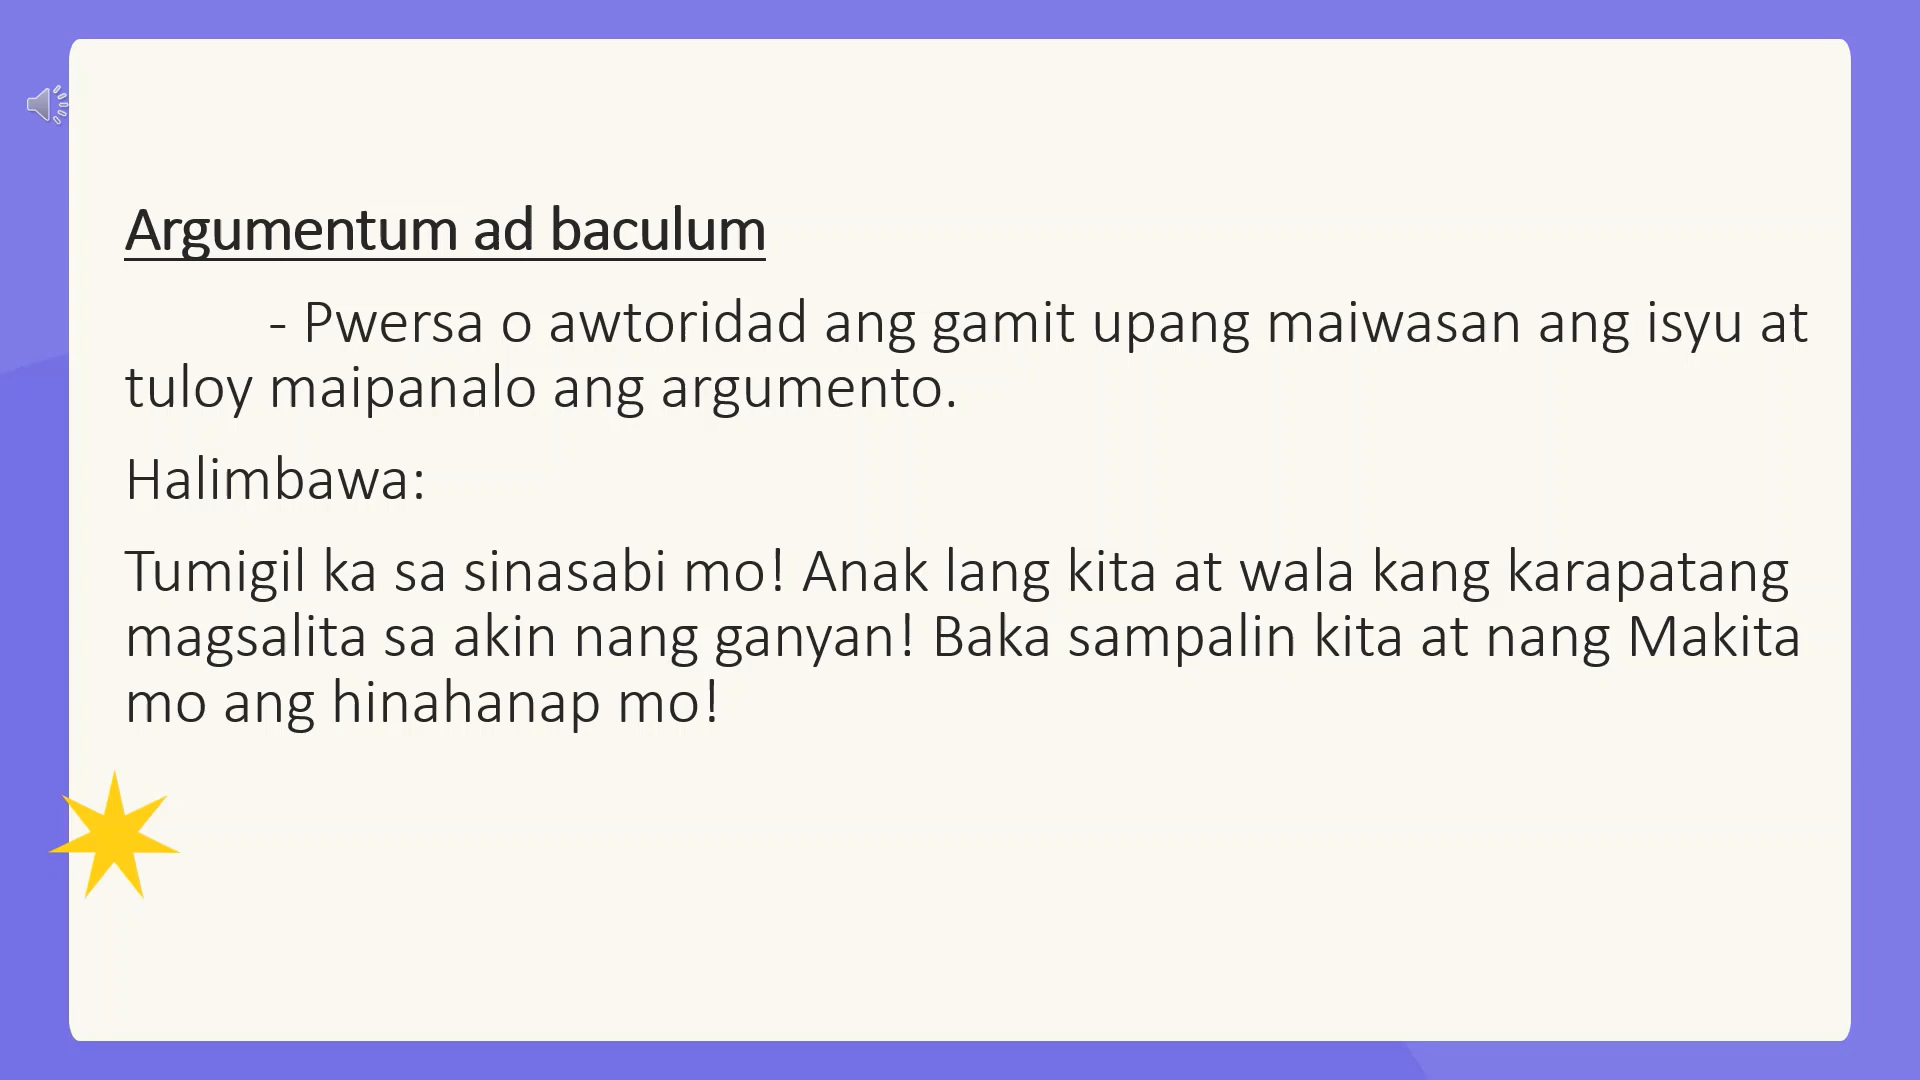 Argumentum ad baculum
- Pwersa o awtoridad ang gamit upang maiwasan ang isyu at
tuloy maipanalo ang argumento.
Halimbawa:
Tumigil ka sa sinasabi mo! Anak lang kita at wala kang karapatang
magsalita sa akin nang ganyan! Baka sampalin kita at nang Makita
mo ang hinahanap mo!